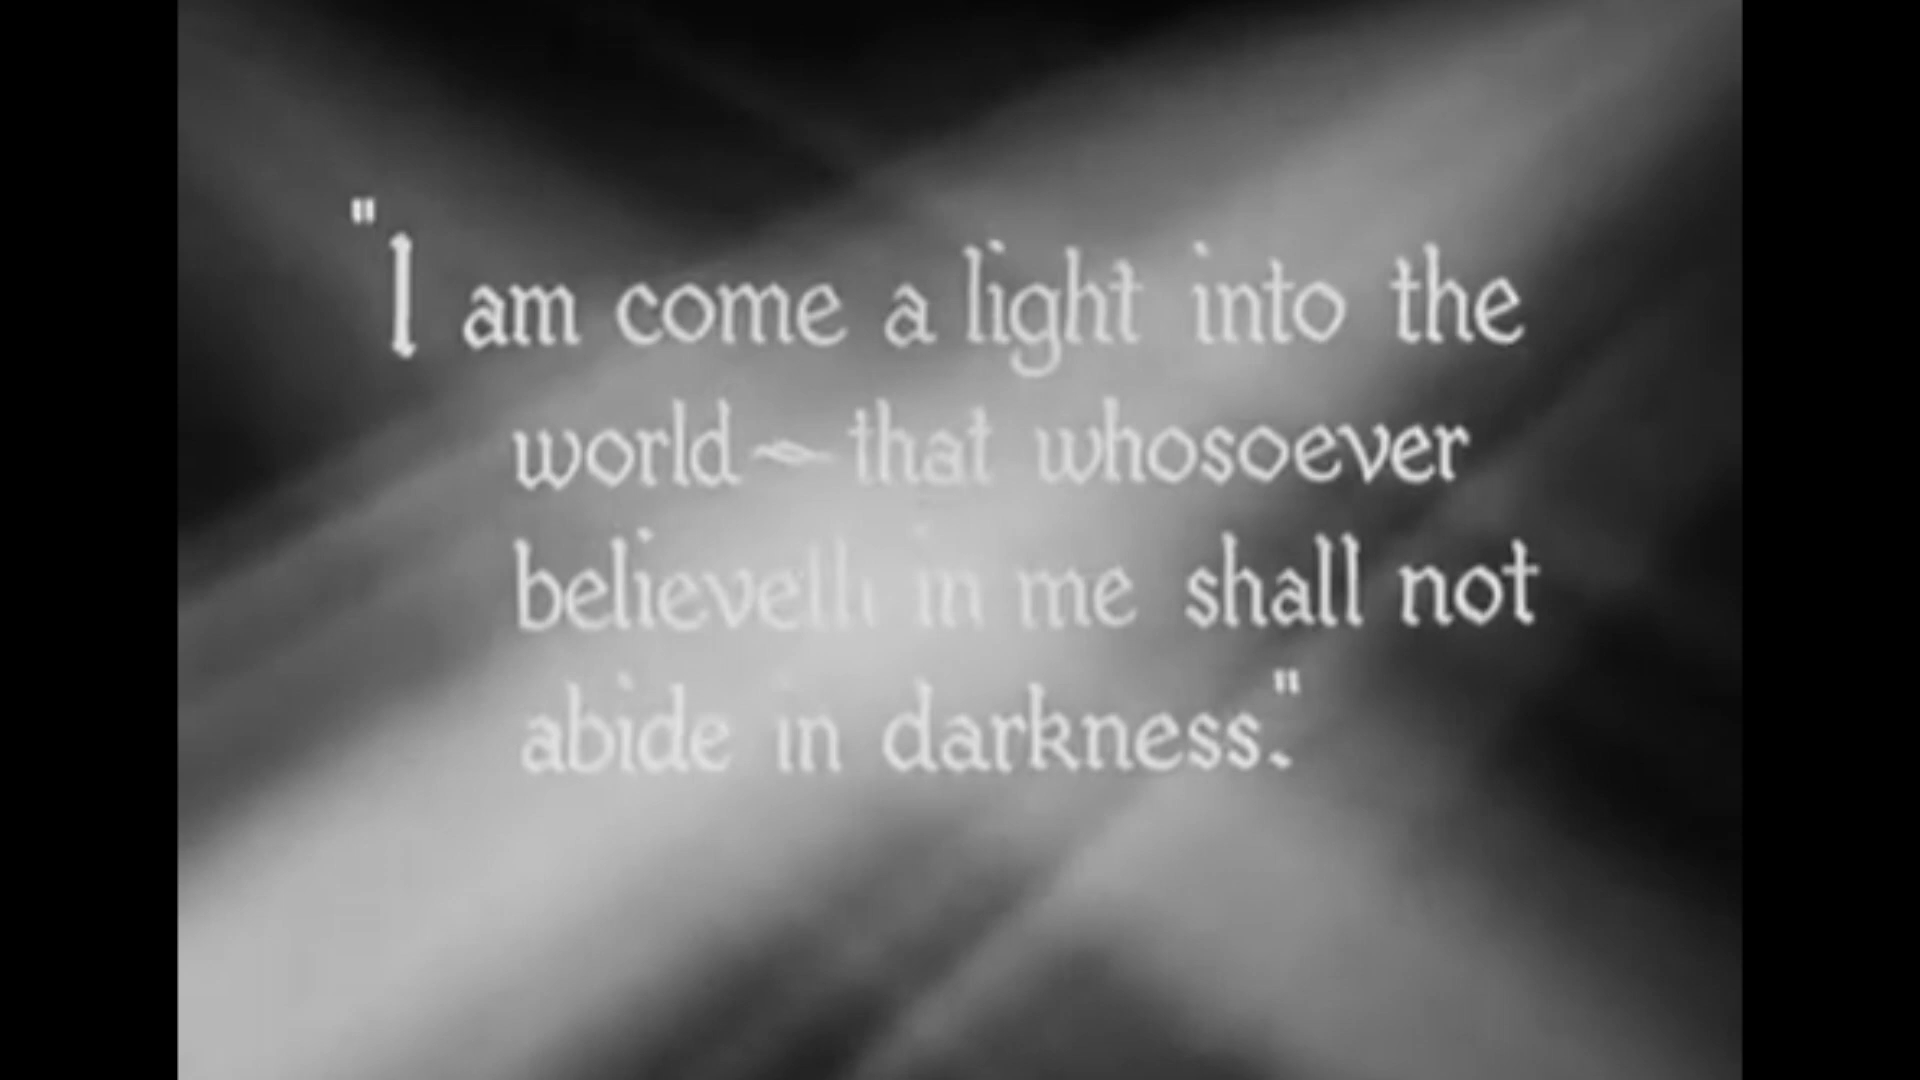 "I am come a light into the
world~that whosoever
believeth in me shall not
abide in darkness."